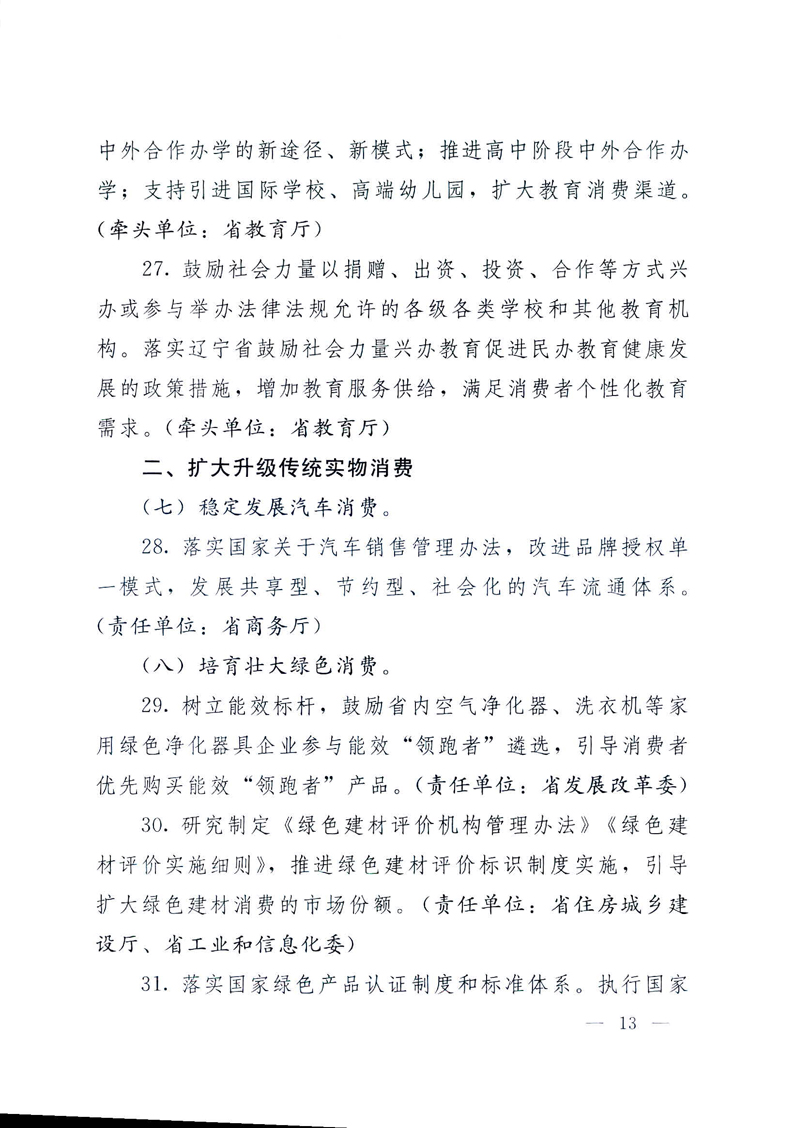 中外合作办学的新途径、新模式；推进高中阶段中外合作办
学；支持引进国际学校、高端幼儿园，扩大教育消费渠道。
（牵头单位：省教育厅）
27. 鼓励社会力量以捐赠、出资、投资、合作等方式兴
办或参与举办法律法规允许的各级各类学校和其他教育机
构。落实辽宁省鼓励社会力量兴办教育促进民办教育健康发
展的政策措施，增加教育服务供给，满足消费者个性化教育
需求。（牵头单位：省教育厅）
二、扩大升级传统实物消费
（七）稳定发展汽车消费。
28. 落实国家关于汽车销售管理办法，改进品牌授权单
一模式，发展共享型、节约型、社会化的汽车流通体系。
（责任单位：省商务厅）
（八）培育壮大绿色消费。
29. 树立能效标杆，鼓励省内空气净化器、洗衣机等家
用绿色净化器具企业参与能效“领跑者”遴选，引导消费者
优先购买能效“领跑者”产品。（责任单位：省发展改革委）
30. 研究制定《绿色建材评价机构管理办法》《绿色建
材评价实施细则》，推进绿色建材评价标识制度实施，引导
扩大绿色建材消费的市场份额。（责任单位：省住房城乡建
设厅、省工业和信息化委）
31. 落实国家绿色产品认证制度和标准体系。执行国家
— 13 —